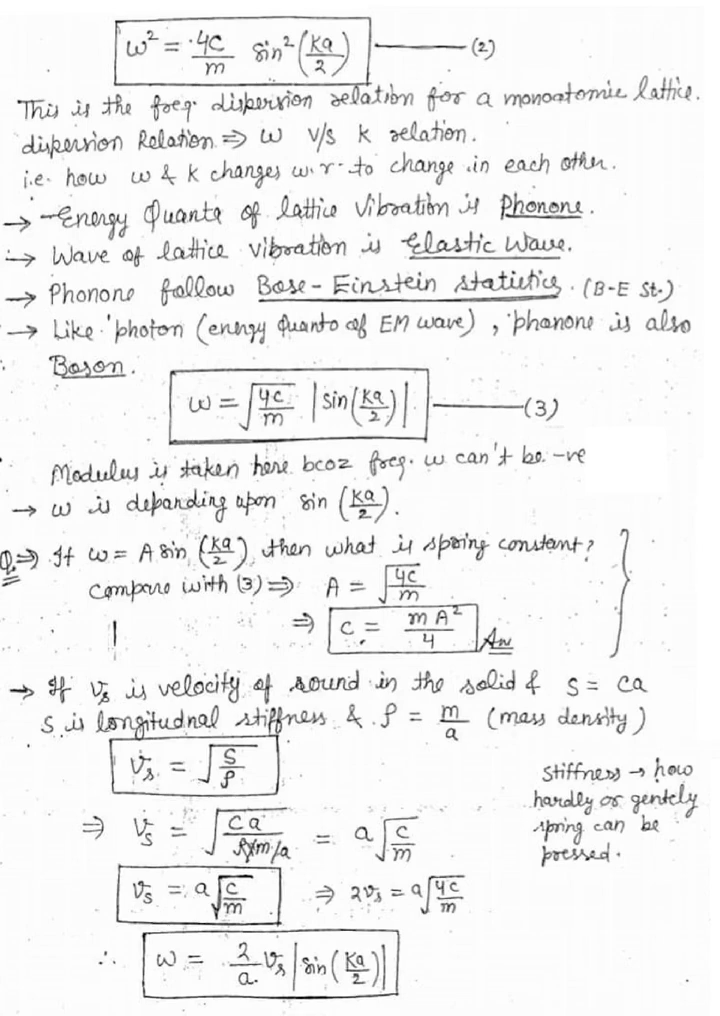 ω² = 4C/m sin² (Ka/2) — (2)
This is the freq. dispersion relation for a monoatomic lattice.
dispersion Relation ⇒ ω v/s k relation.
i.e. how ω & k changes w.r. to change in each other.
→ Energy Quanta of lattice vibration is Phonone.
→ Wave of lattice vibration is Elastic Wave.
→ Phonono follow Bose-Einstein statictics. (B-E St.)
→ Like 'photon (energy Quanto of EM wave), 'phonone is also
Boson.
ω = √(4C/m) |sin(Ka/2)| — (3)
Modulus is taken here bcoz freq. ω can't be -ve
→ ω is depanding upon sin (Ka/2).
Q.⇒ If ω = A sin (Ka/2), then what is spring constant?
compare with (3) ⇒ A = √(4C/m)
⇒ C = mA²/4 Ans
→ If vs is velocity of sound in the solid & S = Ca
S is longitudnal stiffness & ρ = m/a (mass density)
vs = √(S/ρ)
stiffness → how
hardly or gentely
spring can be
pressed.
⇒ vs = √(Ca/m/a) = a√(C/m)
vs = a√(C/m) ⇒ 2vs = a√(4C/m)
∴ ω = 2/a vs |sin(Ka/2)|